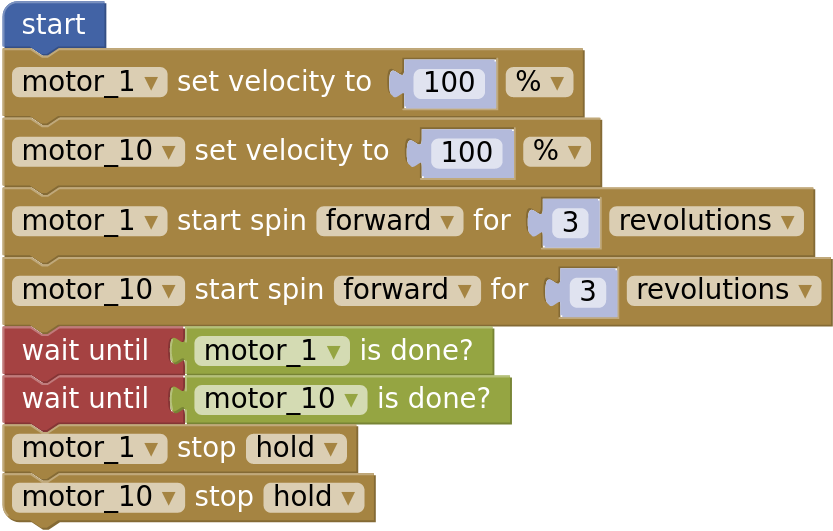 start
motor_1 ▼ set velocity to 100 % ▼
motor_10 ▼ set velocity to 100 % ▼
motor_1 ▼ start spin forward ▼ for 3 revolutions ▼
motor_10 ▼ start spin forward ▼ for 3 revolutions ▼
wait until motor_1 ▼ is done?
wait until motor_10 ▼ is done?
motor_1 ▼ stop hold ▼
motor_10 ▼ stop hold ▼